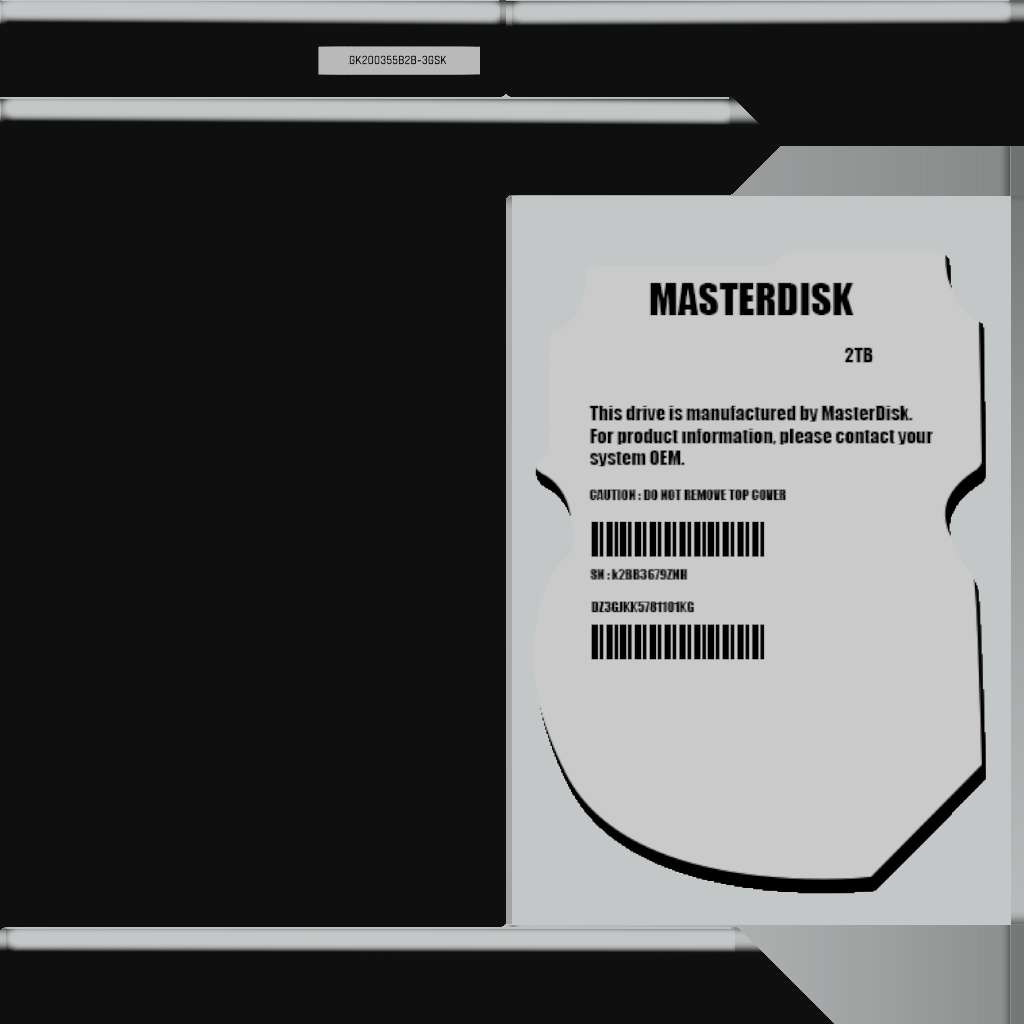 GK200355B2B-3GSK
MASTERDISK
2TB
This drive is manufactured by MasterDisk.
For product information, please contact your
system OEM.
CAUTION : DO NOT REMOVE TOP COVER
SN : k2BB3679ZNH
DZ3GJKK5781101KG